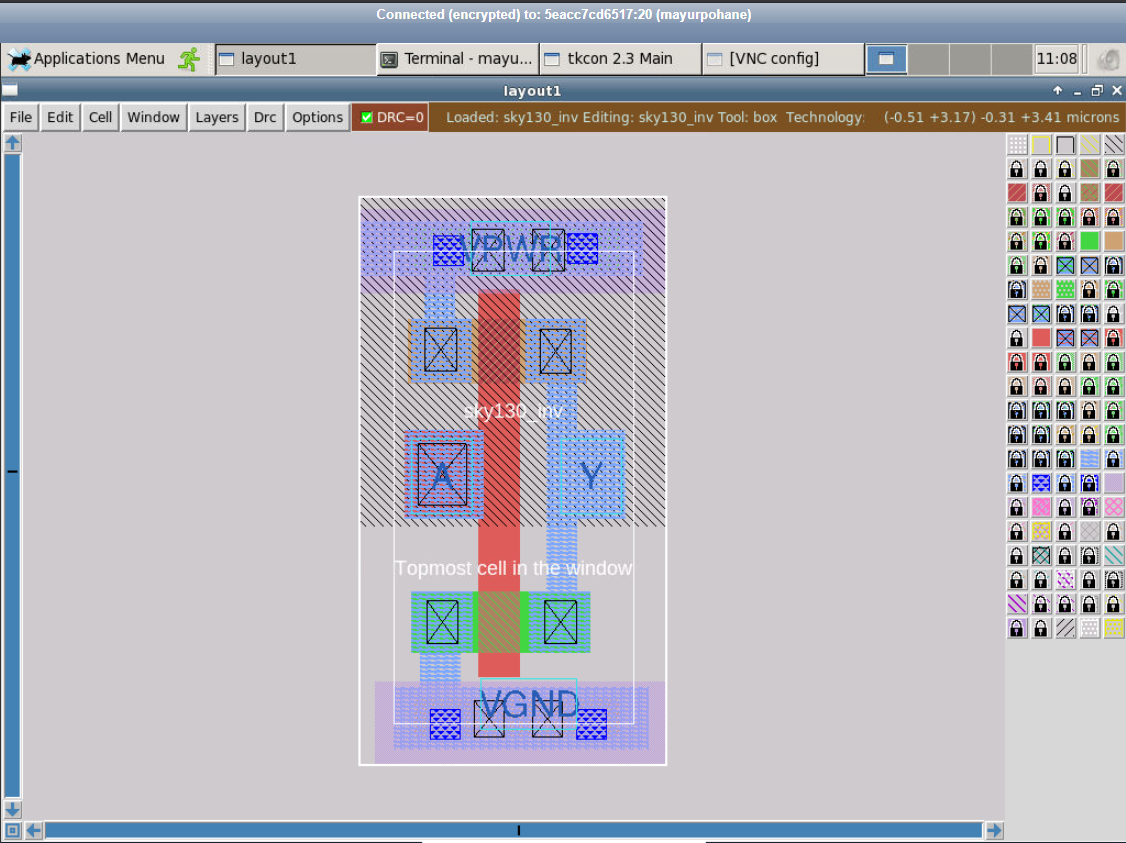 Connected (encrypted) to: 5eacc7cd6517:20 (mayurpohane)
Applications Menu layout1 Terminal - mayu... tkcon 2.3 Main [VNC config] 11:08
layout1
File Edit Cell Window Layers Drc Options DRC=0 Loaded: sky130_inv Editing: sky130_inv Tool: box Technology: (-0.51 +3.17) -0.31 +3.41 microns
VPWR
sky130_inv
A Y
Topmost cell in the window
VGND